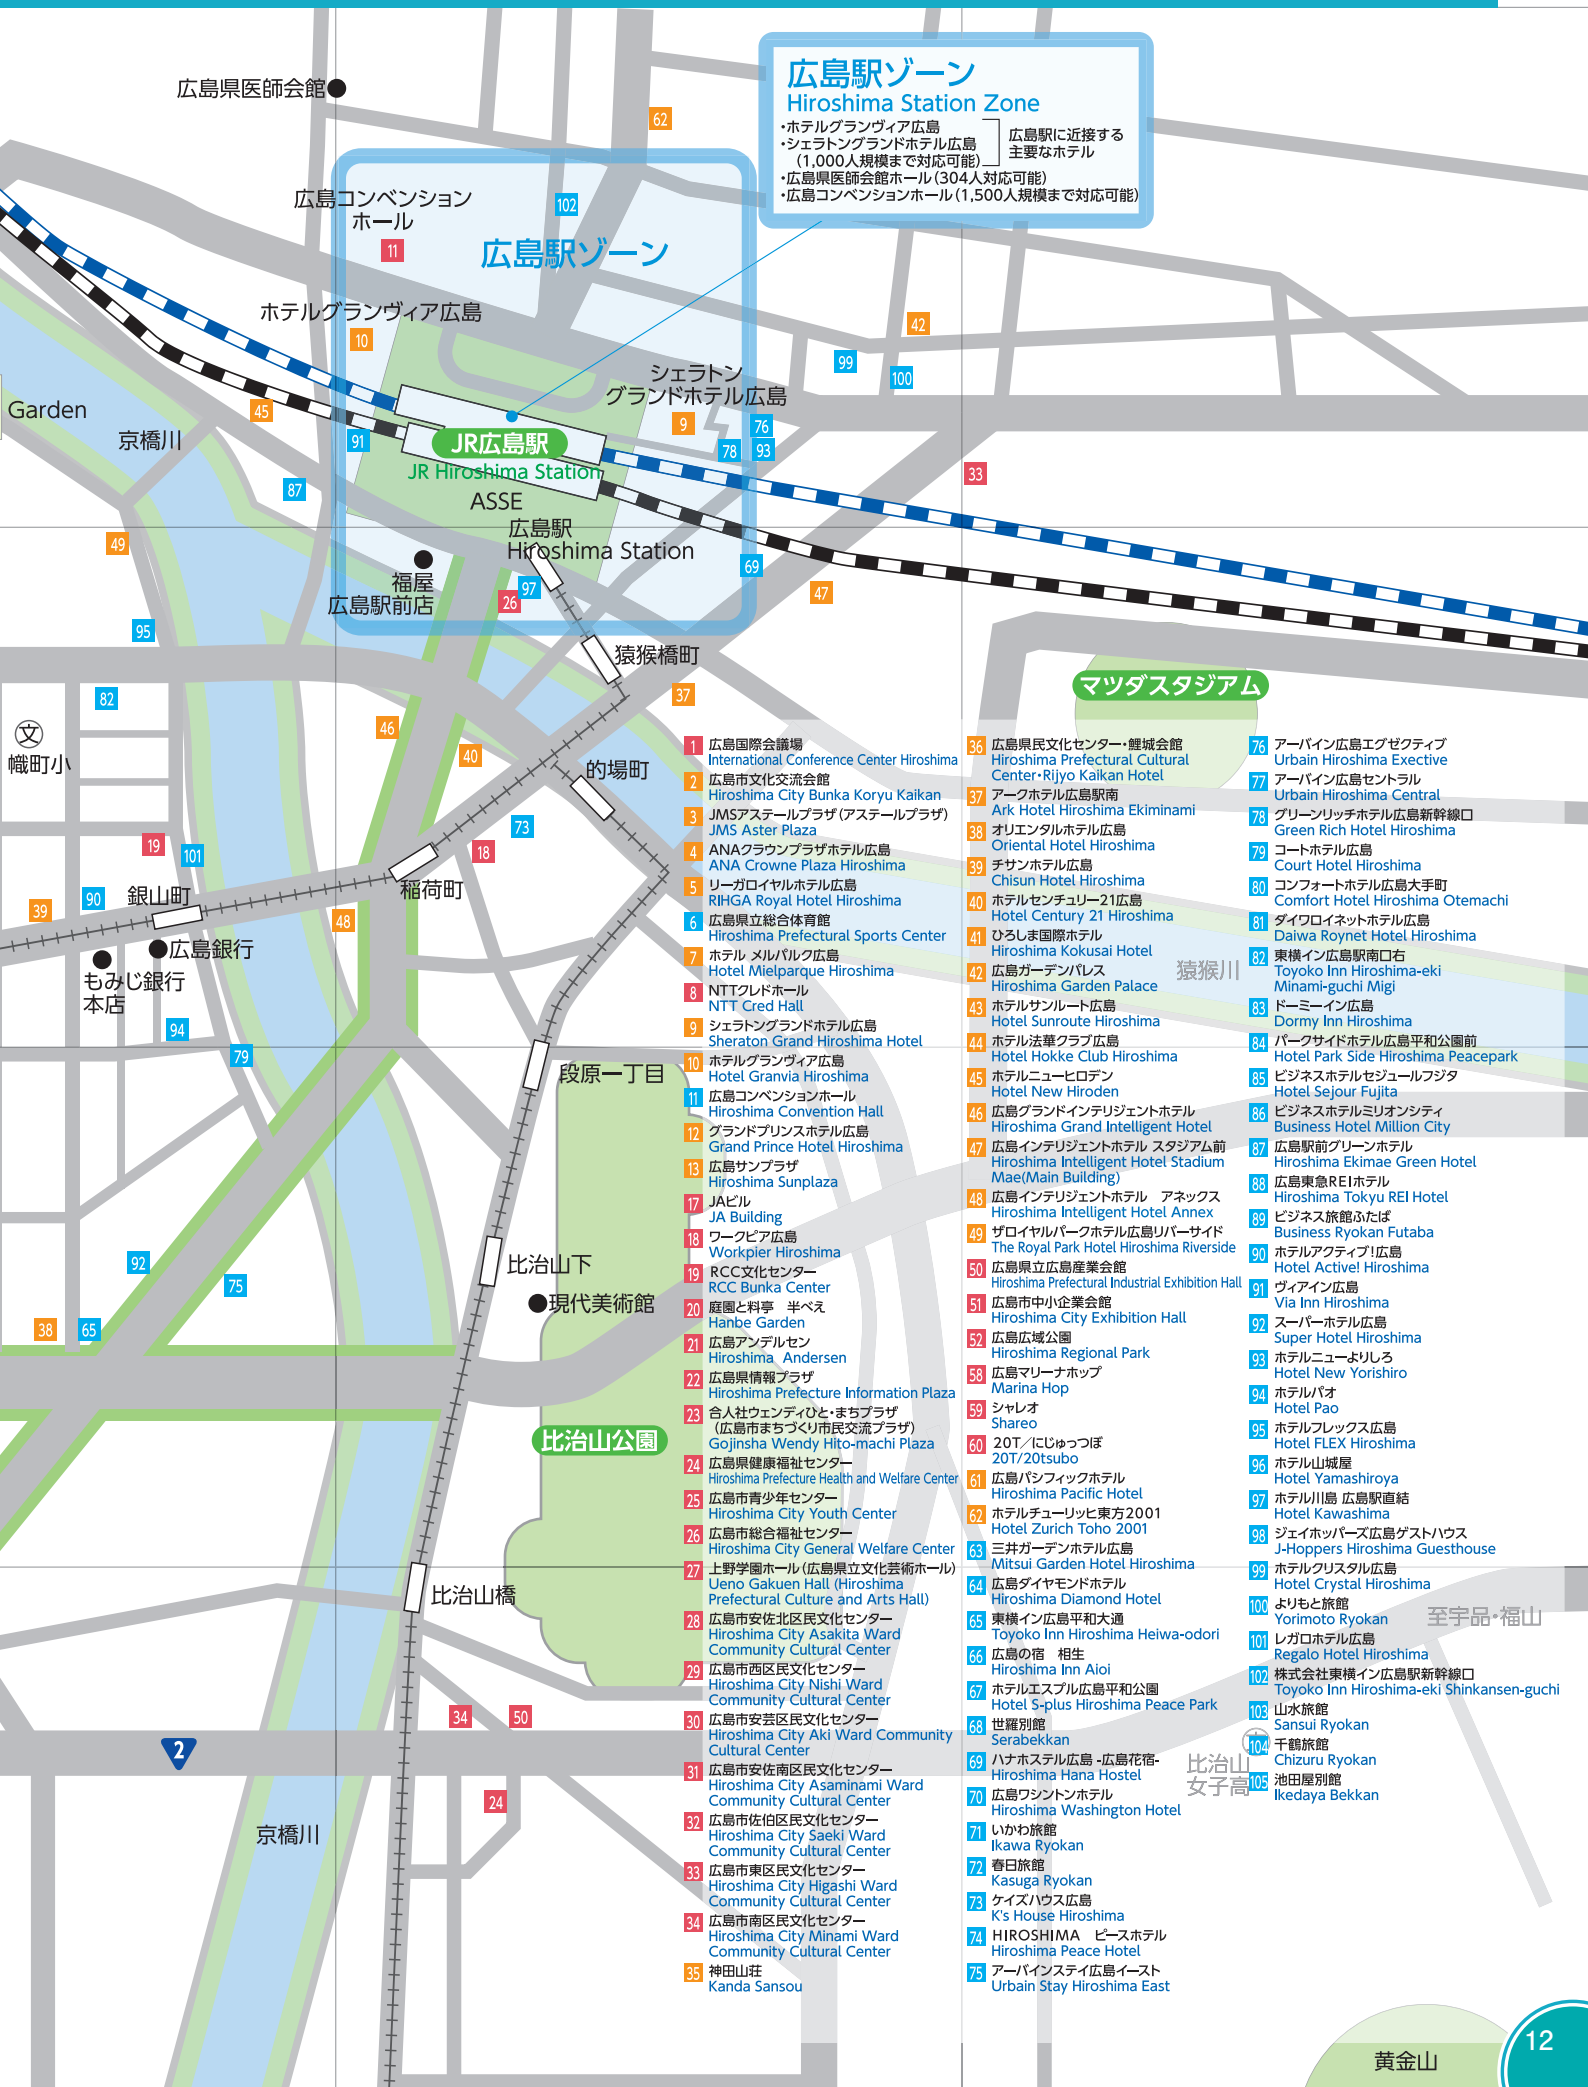 広島県医師会館
62
広島駅ゾーン
Hiroshima Station Zone
・ホテルグランヴィア広島
・シェラトングランドホテル広島
(1,000人規模まで対応可能)
広島駅に近接する
主要なホテル
・広島県医師会館ホール(304人対応可能)
・広島コンベンションホール(1,500人規模まで対応可能)
広島コンベンション
ホール
11
102
広島駅ゾーン
ホテルグランヴィア広島
10
42
99
100
シェラトン
グランドホテル広島
9
76
78
93
Garden
45
京橋川
91
JR広島駅
JR Hiroshima Station
ASSE
87
33
広島駅
Hiroshima Station
49
福屋
広島駅前店
97
26
69
47
95
猿猴橋町
37
マツダスタジアム
82
文
幟町小
46
40
的場町
73
18
19
101
稲荷町
90
39
銀山町
48
広島銀行
もみじ銀行
本店
94
79
段原一丁目
92
75
比治山下
現代美術館
38
65
比治山公園
比治山橋
34
50
2
24
京橋川
猿猴川
至宇品・福山
比治山
女子高
黄金山
1 広島国際会議場
International Conference Center Hiroshima
2 広島市文化交流会館
Hiroshima City Bunka Koryu Kaikan
3 JMSアステールプラザ(アステールプラザ)
JMS Aster Plaza
4 ANAクラウンプラザホテル広島
ANA Crowne Plaza Hiroshima
5 リーガロイヤルホテル広島
RIHGA Royal Hotel Hiroshima
6 広島県立総合体育館
Hiroshima Prefectural Sports Center
7 ホテル メルパルク広島
Hotel Mielparque Hiroshima
8 NTTクレドホール
NTT Cred Hall
9 シェラトングランドホテル広島
Sheraton Grand Hiroshima Hotel
10 ホテルグランヴィア広島
Hotel Granvia Hiroshima
11 広島コンベンションホール
Hiroshima Convention Hall
12 グランドプリンスホテル広島
Grand Prince Hotel Hiroshima
13 広島サンプラザ
Hiroshima Sunplaza
17 JAビル
JA Building
18 ワークピア広島
Workpier Hiroshima
19 RCC文化センター
RCC Bunka Center
20 庭園と料亭　半べえ
Hanbe Garden
21 広島アンデルセン
Hiroshima Andersen
22 広島県情報プラザ
Hiroshima Prefecture Information Plaza
23 合人社ウェンディひと・まちプラザ
(広島市まちづくり市民交流プラザ)
Gojinsha Wendy Hito-machi Plaza
24 広島県健康福祉センター
Hiroshima Prefecture Health and Welfare Center
25 広島市青少年センター
Hiroshima City Youth Center
26 広島市総合福祉センター
Hiroshima City General Welfare Center
27 上野学園ホール(広島県立文化芸術ホール)
Ueno Gakuen Hall (Hiroshima
Prefectural Culture and Arts Hall)
28 広島市安佐北区民文化センター
Hiroshima City Asakita Ward
Community Cultural Center
29 広島市西区民文化センター
Hiroshima City Nishi Ward
Community Cultural Center
30 広島市安芸区民文化センター
Hiroshima City Aki Ward Community
Cultural Center
31 広島市安佐南区民文化センター
Hiroshima City Asaminami Ward
Community Cultural Center
32 広島市佐伯区民文化センター
Hiroshima City Saeki Ward
Community Cultural Center
33 広島市東区民文化センター
Hiroshima City Higashi Ward
Community Cultural Center
34 広島市南区民文化センター
Hiroshima City Minami Ward
Community Cultural Center
35 神田山荘
Kanda Sansou
36 広島県民文化センター・鯉城会館
Hiroshima Prefectural Cultural
Center・Rijyo Kaikan Hotel
37 アークホテル広島駅南
Ark Hotel Hiroshima Ekiminami
38 オリエンタルホテル広島
Oriental Hotel Hiroshima
39 チサンホテル広島
Chisun Hotel Hiroshima
40 ホテルセンチュリー21広島
Hotel Century 21 Hiroshima
41 ひろしま国際ホテル
Hiroshima Kokusai Hotel
42 広島ガーデンパレス
Hiroshima Garden Palace
43 ホテルサンルート広島
Hotel Sunroute Hiroshima
44 ホテル法華クラブ広島
Hotel Hokke Club Hiroshima
45 ホテルニューヒロデン
Hotel New Hiroden
46 広島グランドインテリジェントホテル
Hiroshima Grand Intelligent Hotel
47 広島インテリジェントホテル スタジアム前
Hiroshima Intelligent Hotel Stadium
Mae(Main Building)
48 広島インテリジェントホテル　アネックス
Hiroshima Intelligent Hotel Annex
49 ザロイヤルパークホテル広島リバーサイド
The Royal Park Hotel Hiroshima Riverside
50 広島県立広島産業会館
Hiroshima Prefectural Industrial Exhibition Hall
51 広島市中小企業会館
Hiroshima City Exhibition Hall
52 広島広域公園
Hiroshima Regional Park
58 広島マリーナホップ
Marina Hop
59 シャレオ
Shareo
60 20T／にじゅっつぼ
20T/20tsubo
61 広島パシフィックホテル
Hiroshima Pacific Hotel
62 ホテルチューリッヒ東方2001
Hotel Zurich Toho 2001
63 三井ガーデンホテル広島
Mitsui Garden Hotel Hiroshima
64 広島ダイヤモンドホテル
Hiroshima Diamond Hotel
65 東横イン広島平和大通
Toyoko Inn Hiroshima Heiwa-odori
66 広島の宿　相生
Hiroshima Inn Aioi
67 ホテルエスプル広島平和公園
Hotel S-plus Hiroshima Peace Park
68 世羅別館
Serabekkan
69 ハナホステル広島 -広島花宿-
Hiroshima Hana Hostel
70 広島ワシントンホテル
Hiroshima Washington Hotel
71 いかわ旅館
Ikawa Ryokan
72 春日旅館
Kasuga Ryokan
73 ケイズハウス広島
K's House Hiroshima
74 HIROSHIMA　ピースホテル
Hiroshima Peace Hotel
75 アーバインステイ広島イースト
Urbain Stay Hiroshima East
76 アーバイン広島エグゼクティブ
Urbain Hiroshima Exective
77 アーバイン広島セントラル
Urbain Hiroshima Central
78 グリーンリッチホテル広島新幹線口
Green Rich Hotel Hiroshima
79 コートホテル広島
Court Hotel Hiroshima
80 コンフォートホテル広島大手町
Comfort Hotel Hiroshima Otemachi
81 ダイワロイネットホテル広島
Daiwa Roynet Hotel Hiroshima
82 東横イン広島駅南口右
Toyoko Inn Hiroshima-eki
Minami-guchi Migi
83 ドーミーイン広島
Dormy Inn Hiroshima
84 パークサイドホテル広島平和公園前
Hotel Park Side Hiroshima Peacepark
85 ビジネスホテルセジュールフジタ
Hotel Sejour Fujita
86 ビジネスホテルミリオンシティ
Business Hotel Million City
87 広島駅前グリーンホテル
Hiroshima Ekimae Green Hotel
88 広島東急REIホテル
Hiroshima Tokyu REI Hotel
89 ビジネス旅館ふたば
Business Ryokan Futaba
90 ホテルアクティブ!広島
Hotel Active! Hiroshima
91 ヴィアイン広島
Via Inn Hiroshima
92 スーパーホテル広島
Super Hotel Hiroshima
93 ホテルニューよりしろ
Hotel New Yorishiro
94 ホテルパオ
Hotel Pao
95 ホテルフレックス広島
Hotel FLEX Hiroshima
96 ホテル山城屋
Hotel Yamashiroya
97 ホテル川島 広島駅直結
Hotel Kawashima
98 ジェイホッパーズ広島ゲストハウス
J-Hoppers Hiroshima Guesthouse
99 ホテルクリスタル広島
Hotel Crystal Hiroshima
100 よりもと旅館
Yorimoto Ryokan
101 レガロホテル広島
Regalo Hotel Hiroshima
102 株式会社東横イン広島駅新幹線口
Toyoko Inn Hiroshima-eki Shinkansen-guchi
103 山水旅館
Sansui Ryokan
104 千鶴旅館
Chizuru Ryokan
105 池田屋別館
Ikedaya Bekkan
12